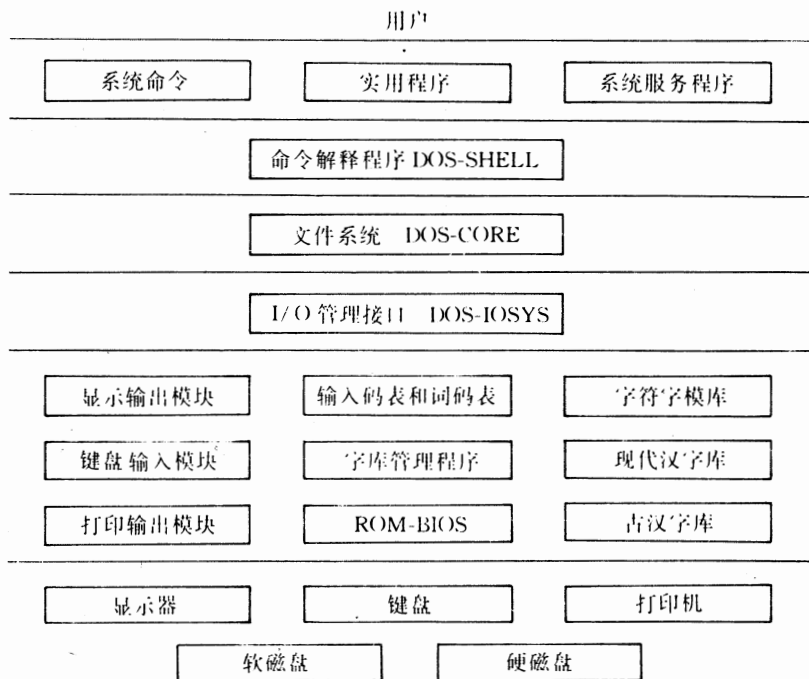 用户
系统命令 实用程序 系统服务程序
命令解释程序 DOS-SHELL
文件系统 DOS-CORE
I/O 管理接口 DOS-IOSYS
显示输出模块 输入码表和词码表 字符字模库
键盘输入模块 字库管理程序 现代汉字库
打印输出模块 ROM-BIOS 古汉字库
显示器 键盘 打印机
软磁盘 硬磁盘